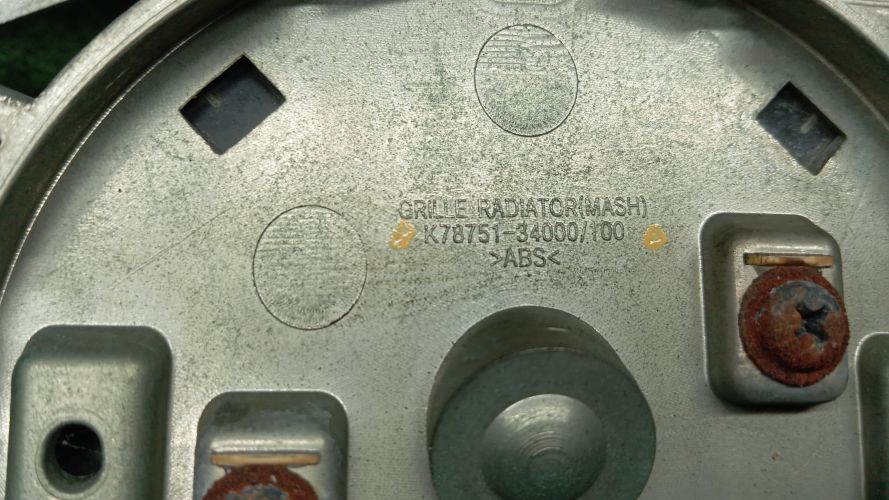 GRILLE RADIATOR(MASH)
K78751-34000/100
>ABS<